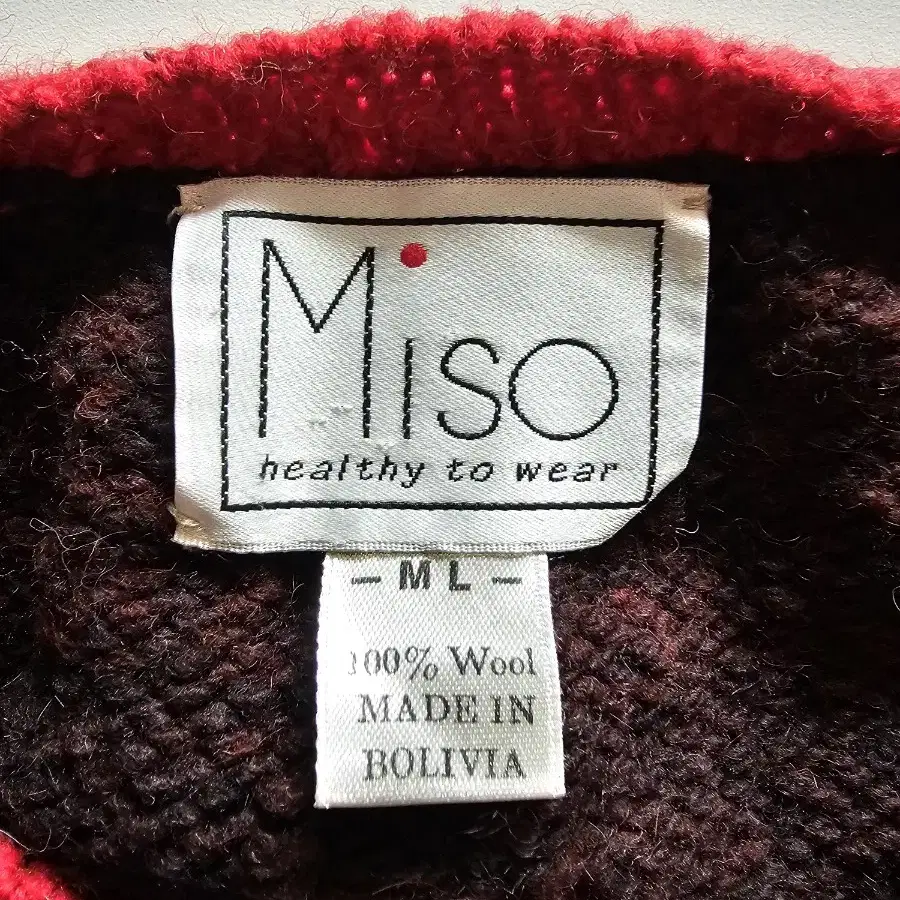 Miso
healthy to wear
- M L -
100% Wool
MADE IN
BOLIVIA